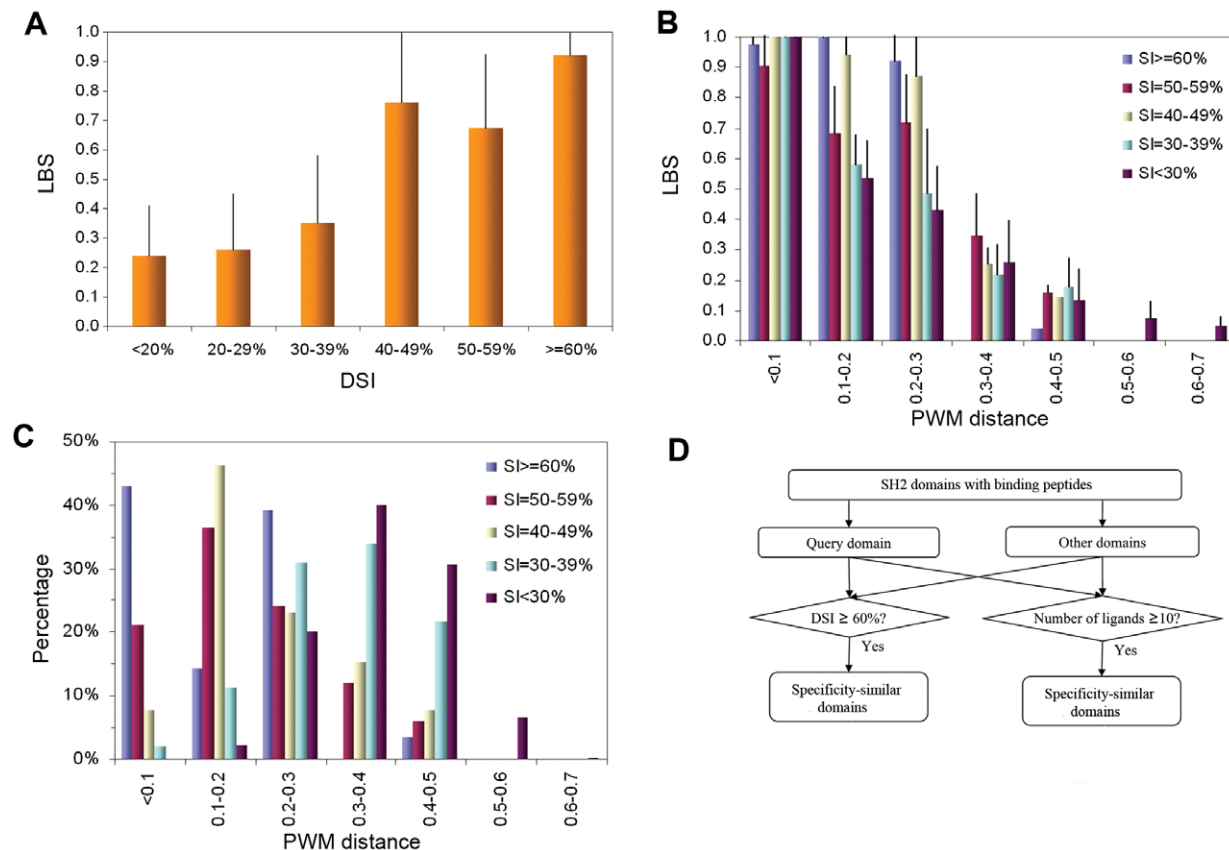 A
1.0
0.9
0.8
0.7
0.6
0.5
0.4
0.3
0.2
0.1
0.0
LBS
<20% 20-29% 30-39% 40-49% 50-59% >=60%
DSI
B
1.0
0.9
0.8
0.7
0.6
0.5
0.4
0.3
0.2
0.1
0.0
LBS
SI>=60%
SI=50-59%
SI=40-49%
SI=30-39%
SI<30%
<0.1 0.1-0.2 0.2-0.3 0.3-0.4 0.4-0.5 0.5-0.6 0.6-0.7
PWM distance
C
50%
40%
30%
20%
10%
0%
Percentage
SI>=60%
SI=50-59%
SI=40-49%
SI=30-39%
SI<30%
<0.1 0.1-0.2 0.2-0.3 0.3-0.4 0.4-0.5 0.5-0.6 0.6-0.7
PWM distance
D
SH2 domains with binding peptides
Query domain Other domains
DSI ≥ 60%? Number of ligands ≥10?
Yes Yes
Specificity-similar
domains
Specificity-similar
domains